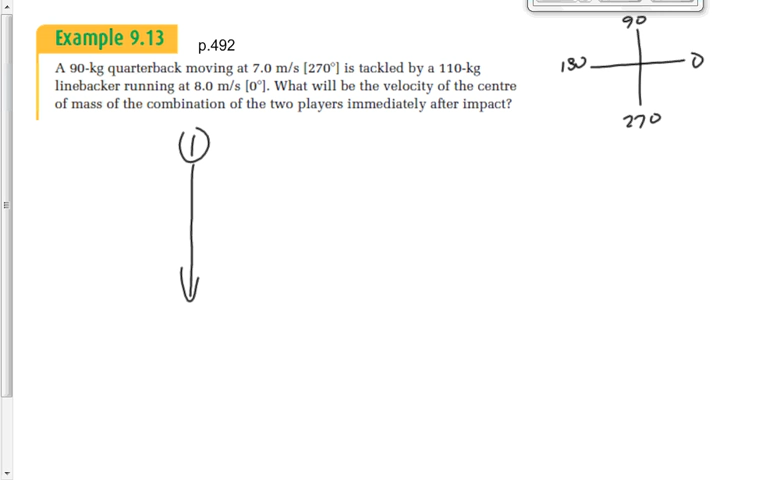 Example 9.13
p.492
A 90-kg quarterback moving at 7.0 m/s [270°] is tackled by a 110-kg
linebacker running at 8.0 m/s [0°]. What will be the velocity of the centre
of mass of the combination of the two players immediately after impact?
90
180
0
270
1